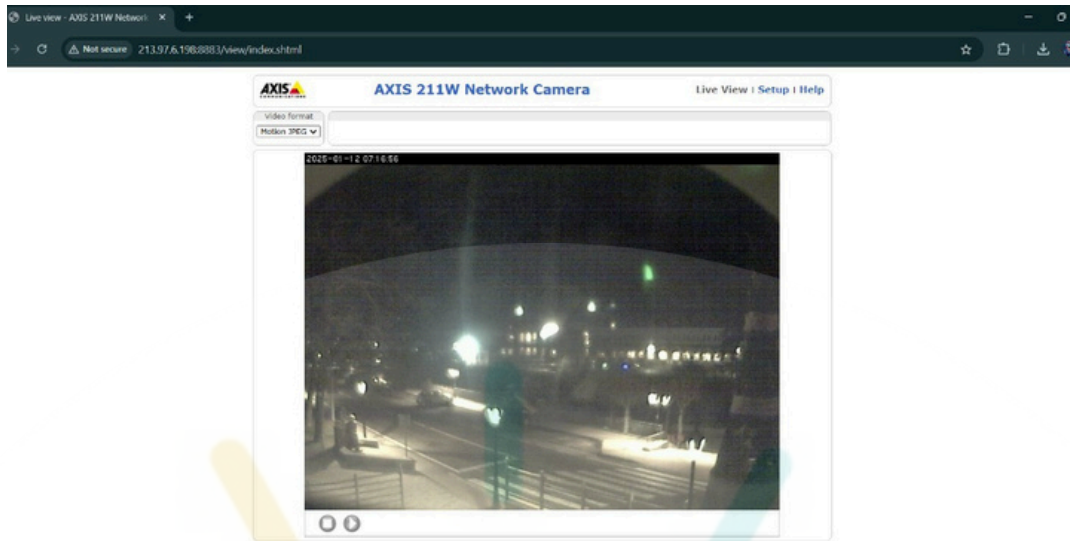 Live view - AXIS 211W Network
Not secure 213.97.6.198:8883/view/index.shtml
AXIS
COMMUNICATIONS
AXIS 211W Network Camera
Live View | Setup | Help
Video format
Motion JPEG
2025-01-12 07:16:56